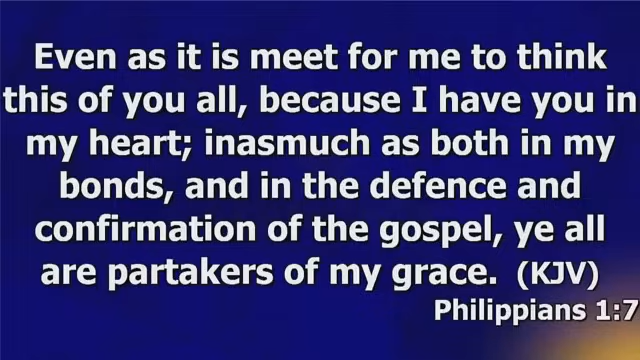 Even as it is meet for me to think
this of you all, because I have you in
my heart; inasmuch as both in my
bonds, and in the defence and
confirmation of the gospel, ye all
are partakers of my grace. (KJV)
Philippians 1:7